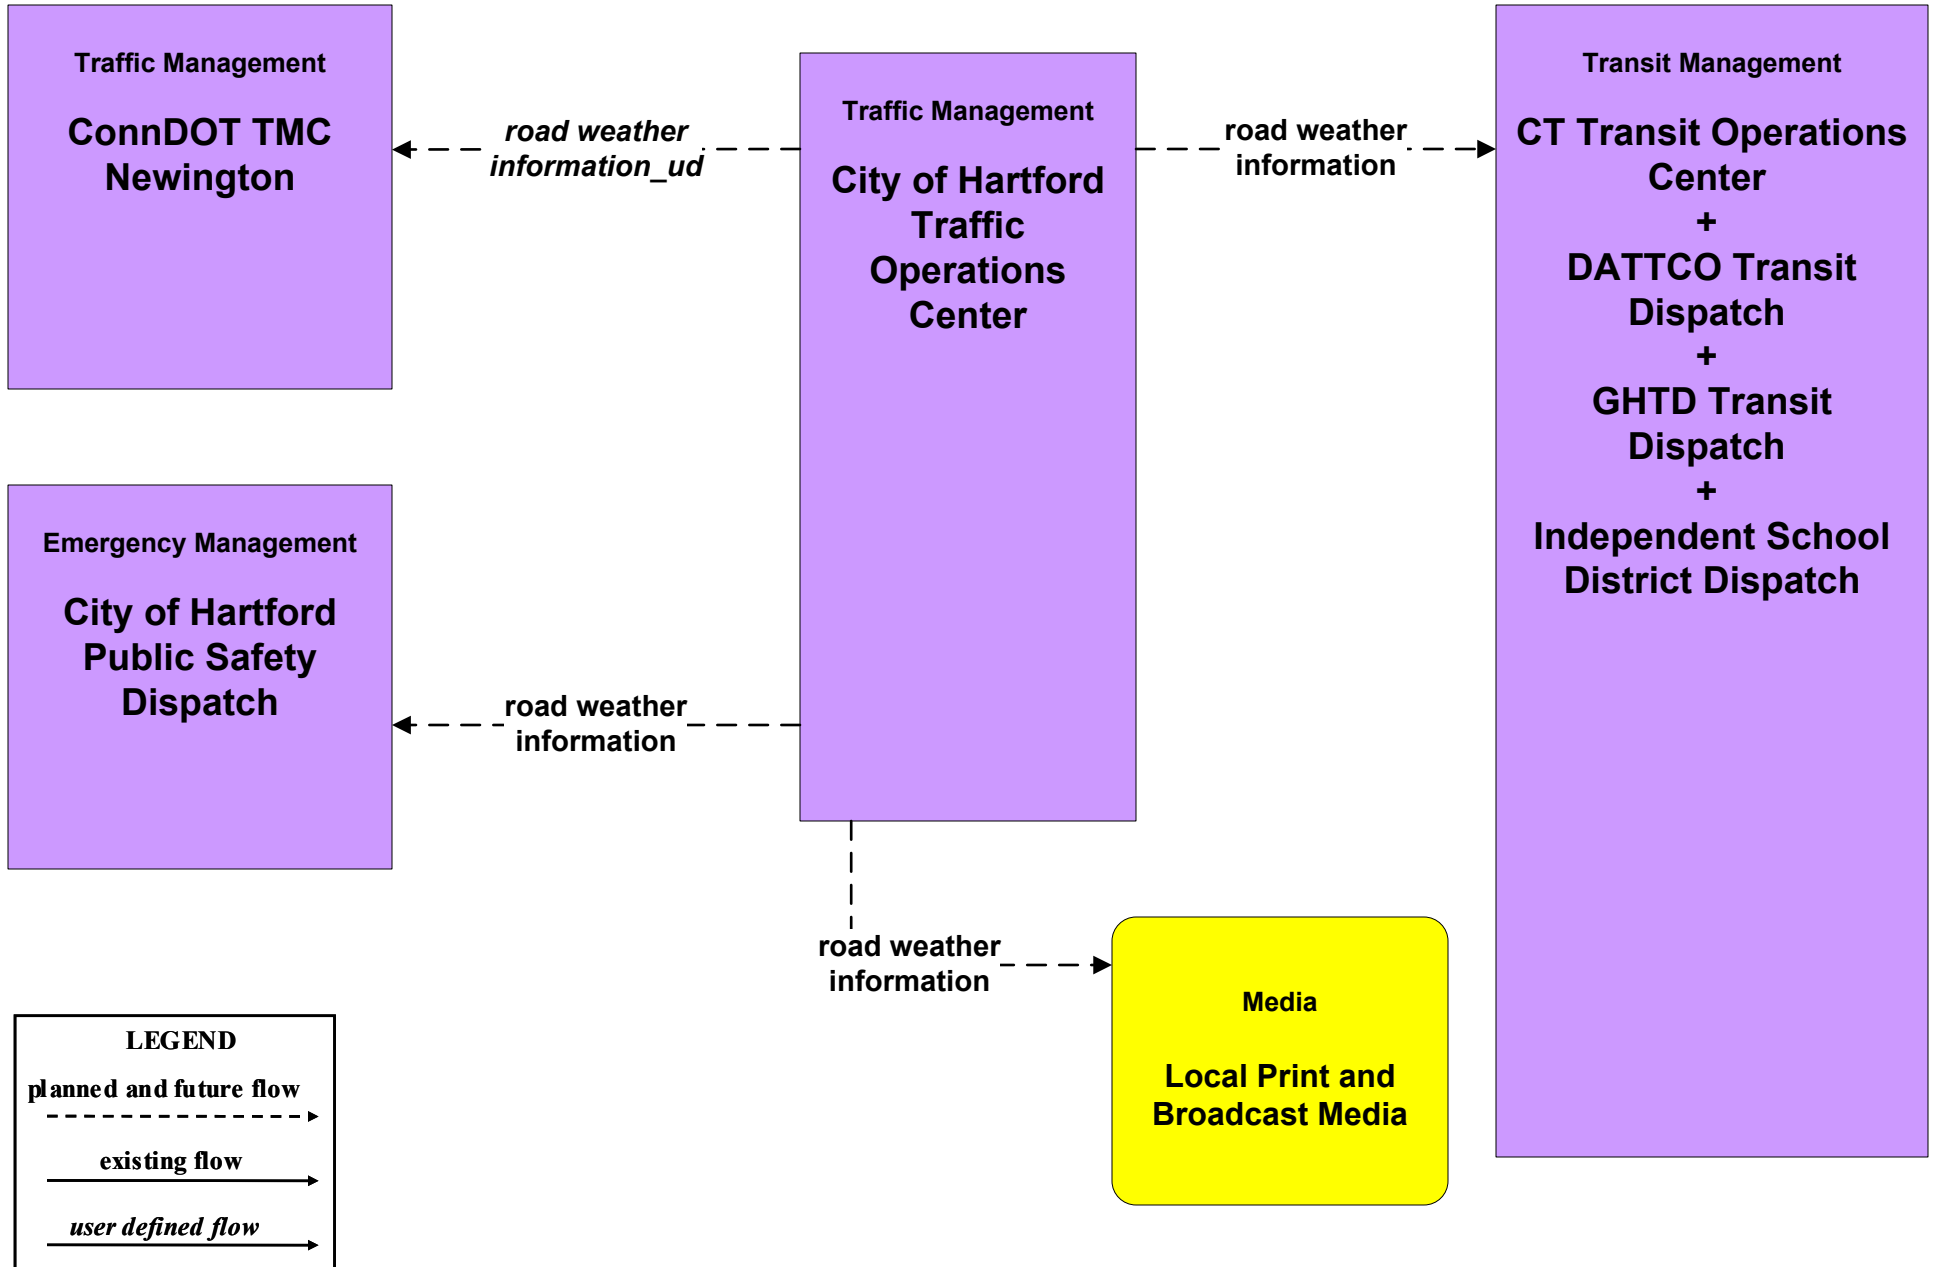 Traffic Management
ConnDOT TMC
Newington
road weather
information_ud
Traffic Management
City of Hartford
Traffic
Operations
Center
road weather
information
Transit Management
CT Transit Operations
Center
+
DATTCO Transit
Dispatch
+
GHTD Transit
Dispatch
+
Independent School
District Dispatch
Emergency Management
City of Hartford
Public Safety
Dispatch
road weather
information
road weather
information
Media
Local Print and
Broadcast Media
LEGEND
planned and future flow
existing flow
user defined flow